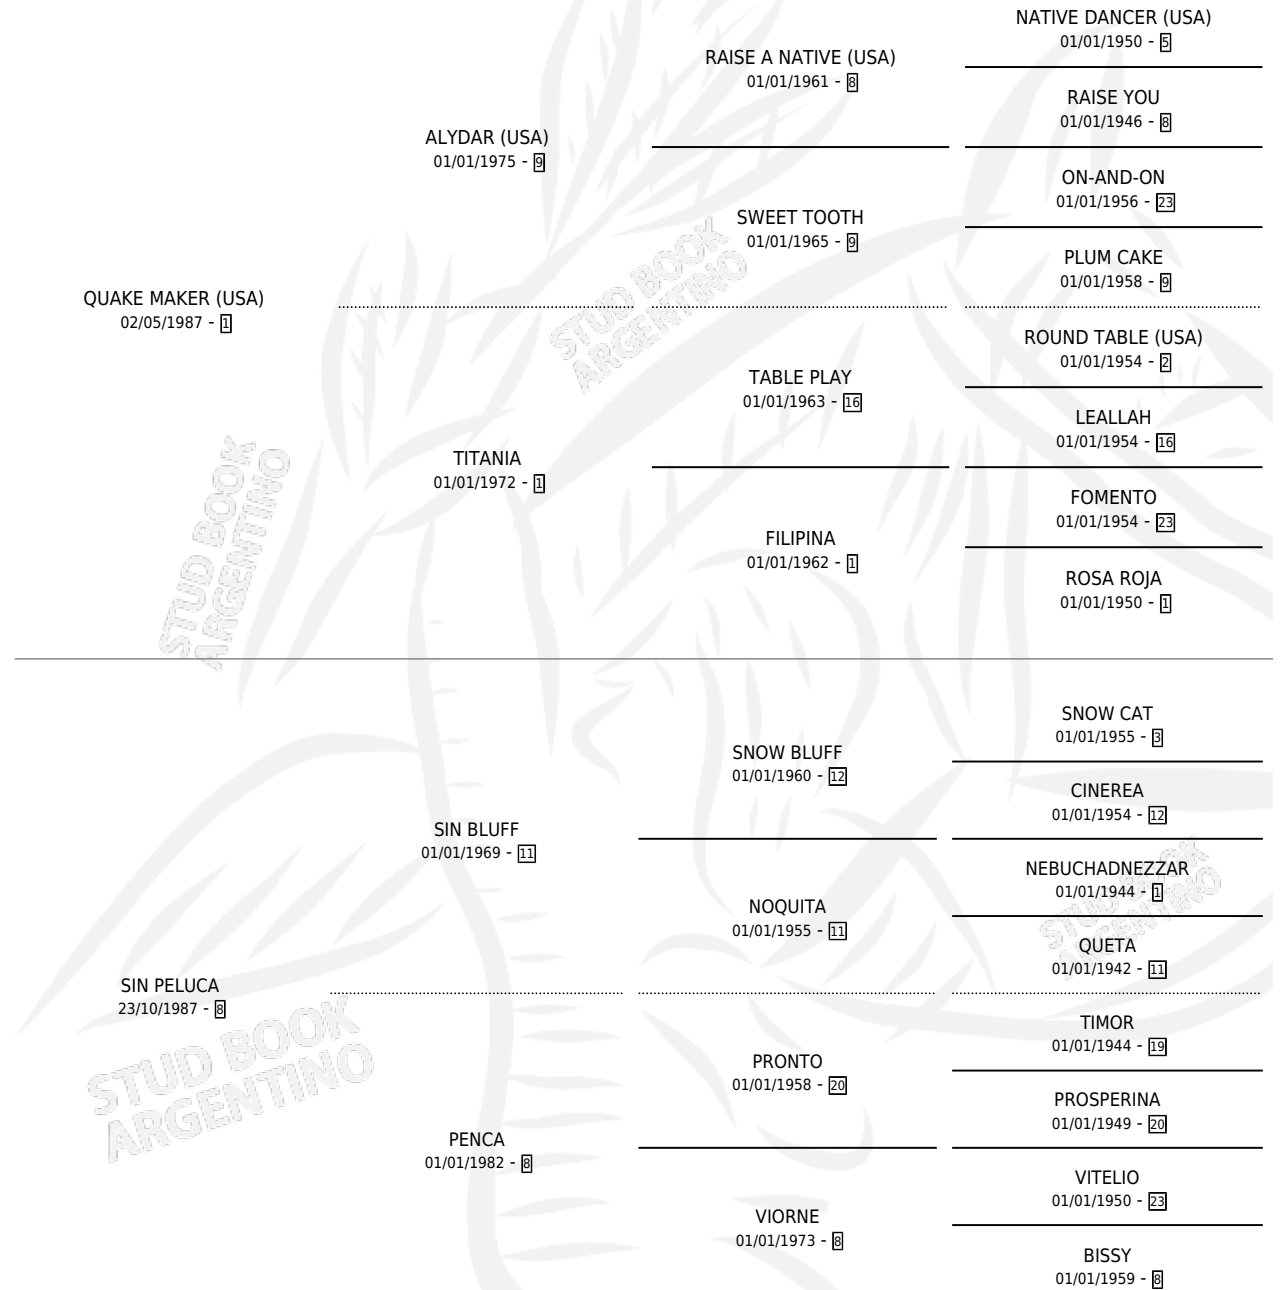 NATIVE DANCER (USA)
01/01/1950 - 5
RAISE A NATIVE (USA)
01/01/1961 - 8
RAISE YOU
01/01/1946 - 8
ALYDAR (USA)
01/01/1975 - 9
ON-AND-ON
01/01/1956 - 23
SWEET TOOTH
01/01/1965 - 9
PLUM CAKE
01/01/1958 - 9
QUAKE MAKER (USA)
02/05/1987 - 1
ROUND TABLE (USA)
01/01/1954 - 2
TABLE PLAY
01/01/1963 - 16
LEALLAH
01/01/1954 - 16
TITANIA
01/01/1972 - 1
FOMENTO
01/01/1954 - 23
FILIPINA
01/01/1962 - 1
ROSA ROJA
01/01/1950 - 1
SNOW CAT
01/01/1955 - 3
SNOW BLUFF
01/01/1960 - 12
CINEREA
01/01/1954 - 12
SIN BLUFF
01/01/1969 - 11
NEBUCHADNEZZAR
01/01/1944 - 1
NOQUITA
01/01/1955 - 11
QUETA
01/01/1942 - 11
SIN PELUCA
23/10/1987 - 8
TIMOR
01/01/1944 - 19
PRONTO
01/01/1958 - 20
PROSPERINA
01/01/1949 - 20
PENCA
01/01/1982 - 8
VITELIO
01/01/1950 - 23
VIORNE
01/01/1973 - 8
BISSY
01/01/1959 - 8
STUD BOOK
ARGENTINO
STUD BOOK
ARGENTINO
STUD BOOK
ARGENTINO
STUD BOOK
ARGENTINO